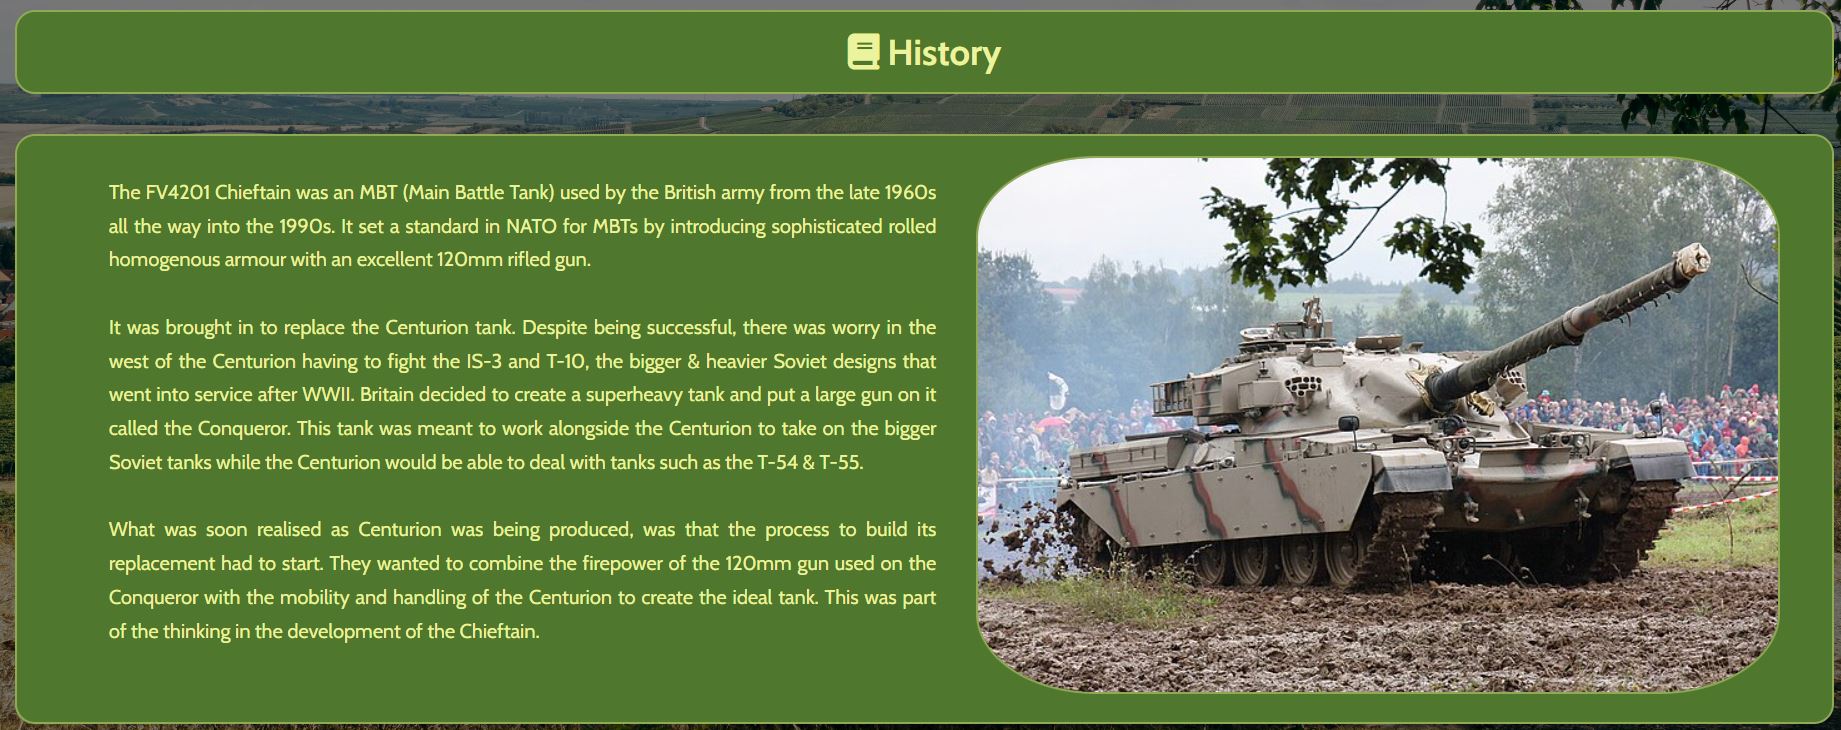 History
The FV4201 Chieftain was an MBT (Main Battle Tank) used by the British army from the late 1960s
all the way into the 1990s. It set a standard in NATO for MBTs by introducing sophisticated rolled
homogenous armour with an excellent 120mm rifled gun.
It was brought in to replace the Centurion tank. Despite being successful, there was worry in the
west of the Centurion having to fight the IS-3 and T-10, the bigger & heavier Soviet designs that
went into service after WWII. Britain decided to create a superheavy tank and put a large gun on it
called the Conqueror. This tank was meant to work alongside the Centurion to take on the bigger
Soviet tanks while the Centurion would be able to deal with tanks such as the T-54 & T-55.
What was soon realised as Centurion was being produced, was that the process to build its
replacement had to start. They wanted to combine the firepower of the 120mm gun used on the
Conqueror with the mobility and handling of the Centurion to create the ideal tank. This was part
of the thinking in the development of the Chieftain.